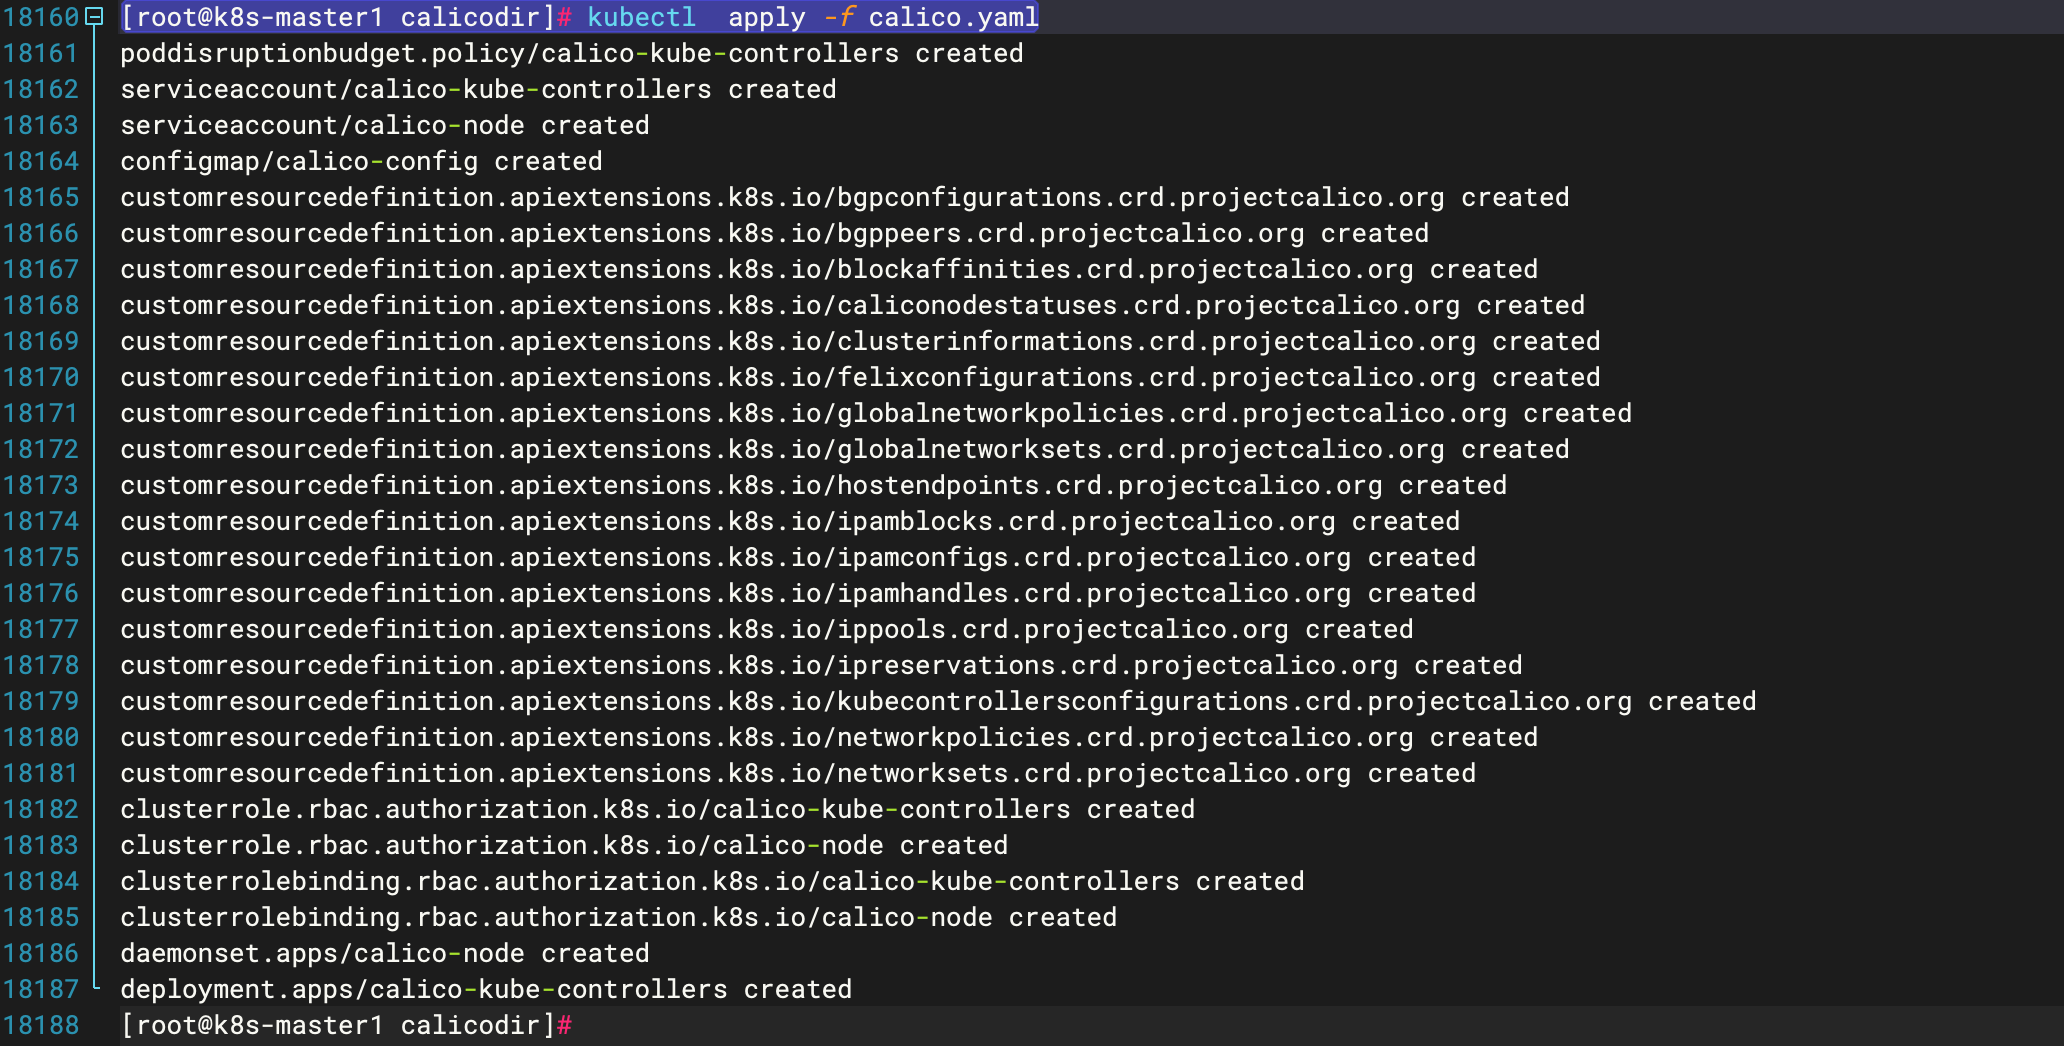 18160 [root@k8s-master1 calicodir]# kubectl  apply -f calico.yaml
18161 poddisruptionbudget.policy/calico-kube-controllers created
18162 serviceaccount/calico-kube-controllers created
18163 serviceaccount/calico-node created
18164 configmap/calico-config created
18165 customresourcedefinition.apiextensions.k8s.io/bgpconfigurations.crd.projectcalico.org created
18166 customresourcedefinition.apiextensions.k8s.io/bgppeers.crd.projectcalico.org created
18167 customresourcedefinition.apiextensions.k8s.io/blockaffinities.crd.projectcalico.org created
18168 customresourcedefinition.apiextensions.k8s.io/caliconodestatuses.crd.projectcalico.org created
18169 customresourcedefinition.apiextensions.k8s.io/clusterinformations.crd.projectcalico.org created
18170 customresourcedefinition.apiextensions.k8s.io/felixconfigurations.crd.projectcalico.org created
18171 customresourcedefinition.apiextensions.k8s.io/globalnetworkpolicies.crd.projectcalico.org created
18172 customresourcedefinition.apiextensions.k8s.io/globalnetworksets.crd.projectcalico.org created
18173 customresourcedefinition.apiextensions.k8s.io/hostendpoints.crd.projectcalico.org created
18174 customresourcedefinition.apiextensions.k8s.io/ipamblocks.crd.projectcalico.org created
18175 customresourcedefinition.apiextensions.k8s.io/ipamconfigs.crd.projectcalico.org created
18176 customresourcedefinition.apiextensions.k8s.io/ipamhandles.crd.projectcalico.org created
18177 customresourcedefinition.apiextensions.k8s.io/ippools.crd.projectcalico.org created
18178 customresourcedefinition.apiextensions.k8s.io/ipreservations.crd.projectcalico.org created
18179 customresourcedefinition.apiextensions.k8s.io/kubecontrollersconfigurations.crd.projectcalico.org created
18180 customresourcedefinition.apiextensions.k8s.io/networkpolicies.crd.projectcalico.org created
18181 customresourcedefinition.apiextensions.k8s.io/networksets.crd.projectcalico.org created
18182 clusterrole.rbac.authorization.k8s.io/calico-kube-controllers created
18183 clusterrole.rbac.authorization.k8s.io/calico-node created
18184 clusterrolebinding.rbac.authorization.k8s.io/calico-kube-controllers created
18185 clusterrolebinding.rbac.authorization.k8s.io/calico-node created
18186 daemonset.apps/calico-node created
18187 deployment.apps/calico-kube-controllers created
18188 [root@k8s-master1 calicodir]#